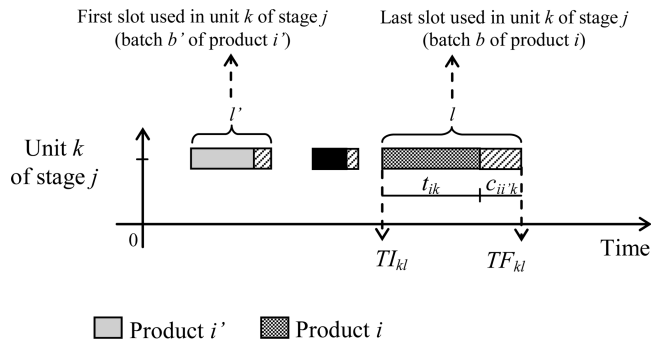 First slot used in unit k of stage j
(batch b’ of product i’)
Last slot used in unit k of stage j
(batch b of product i)
l’
l
Unit k
of stage j
t_ik
c_ii’k
0
Time
TI_kl
TF_kl
Product i’
Product i